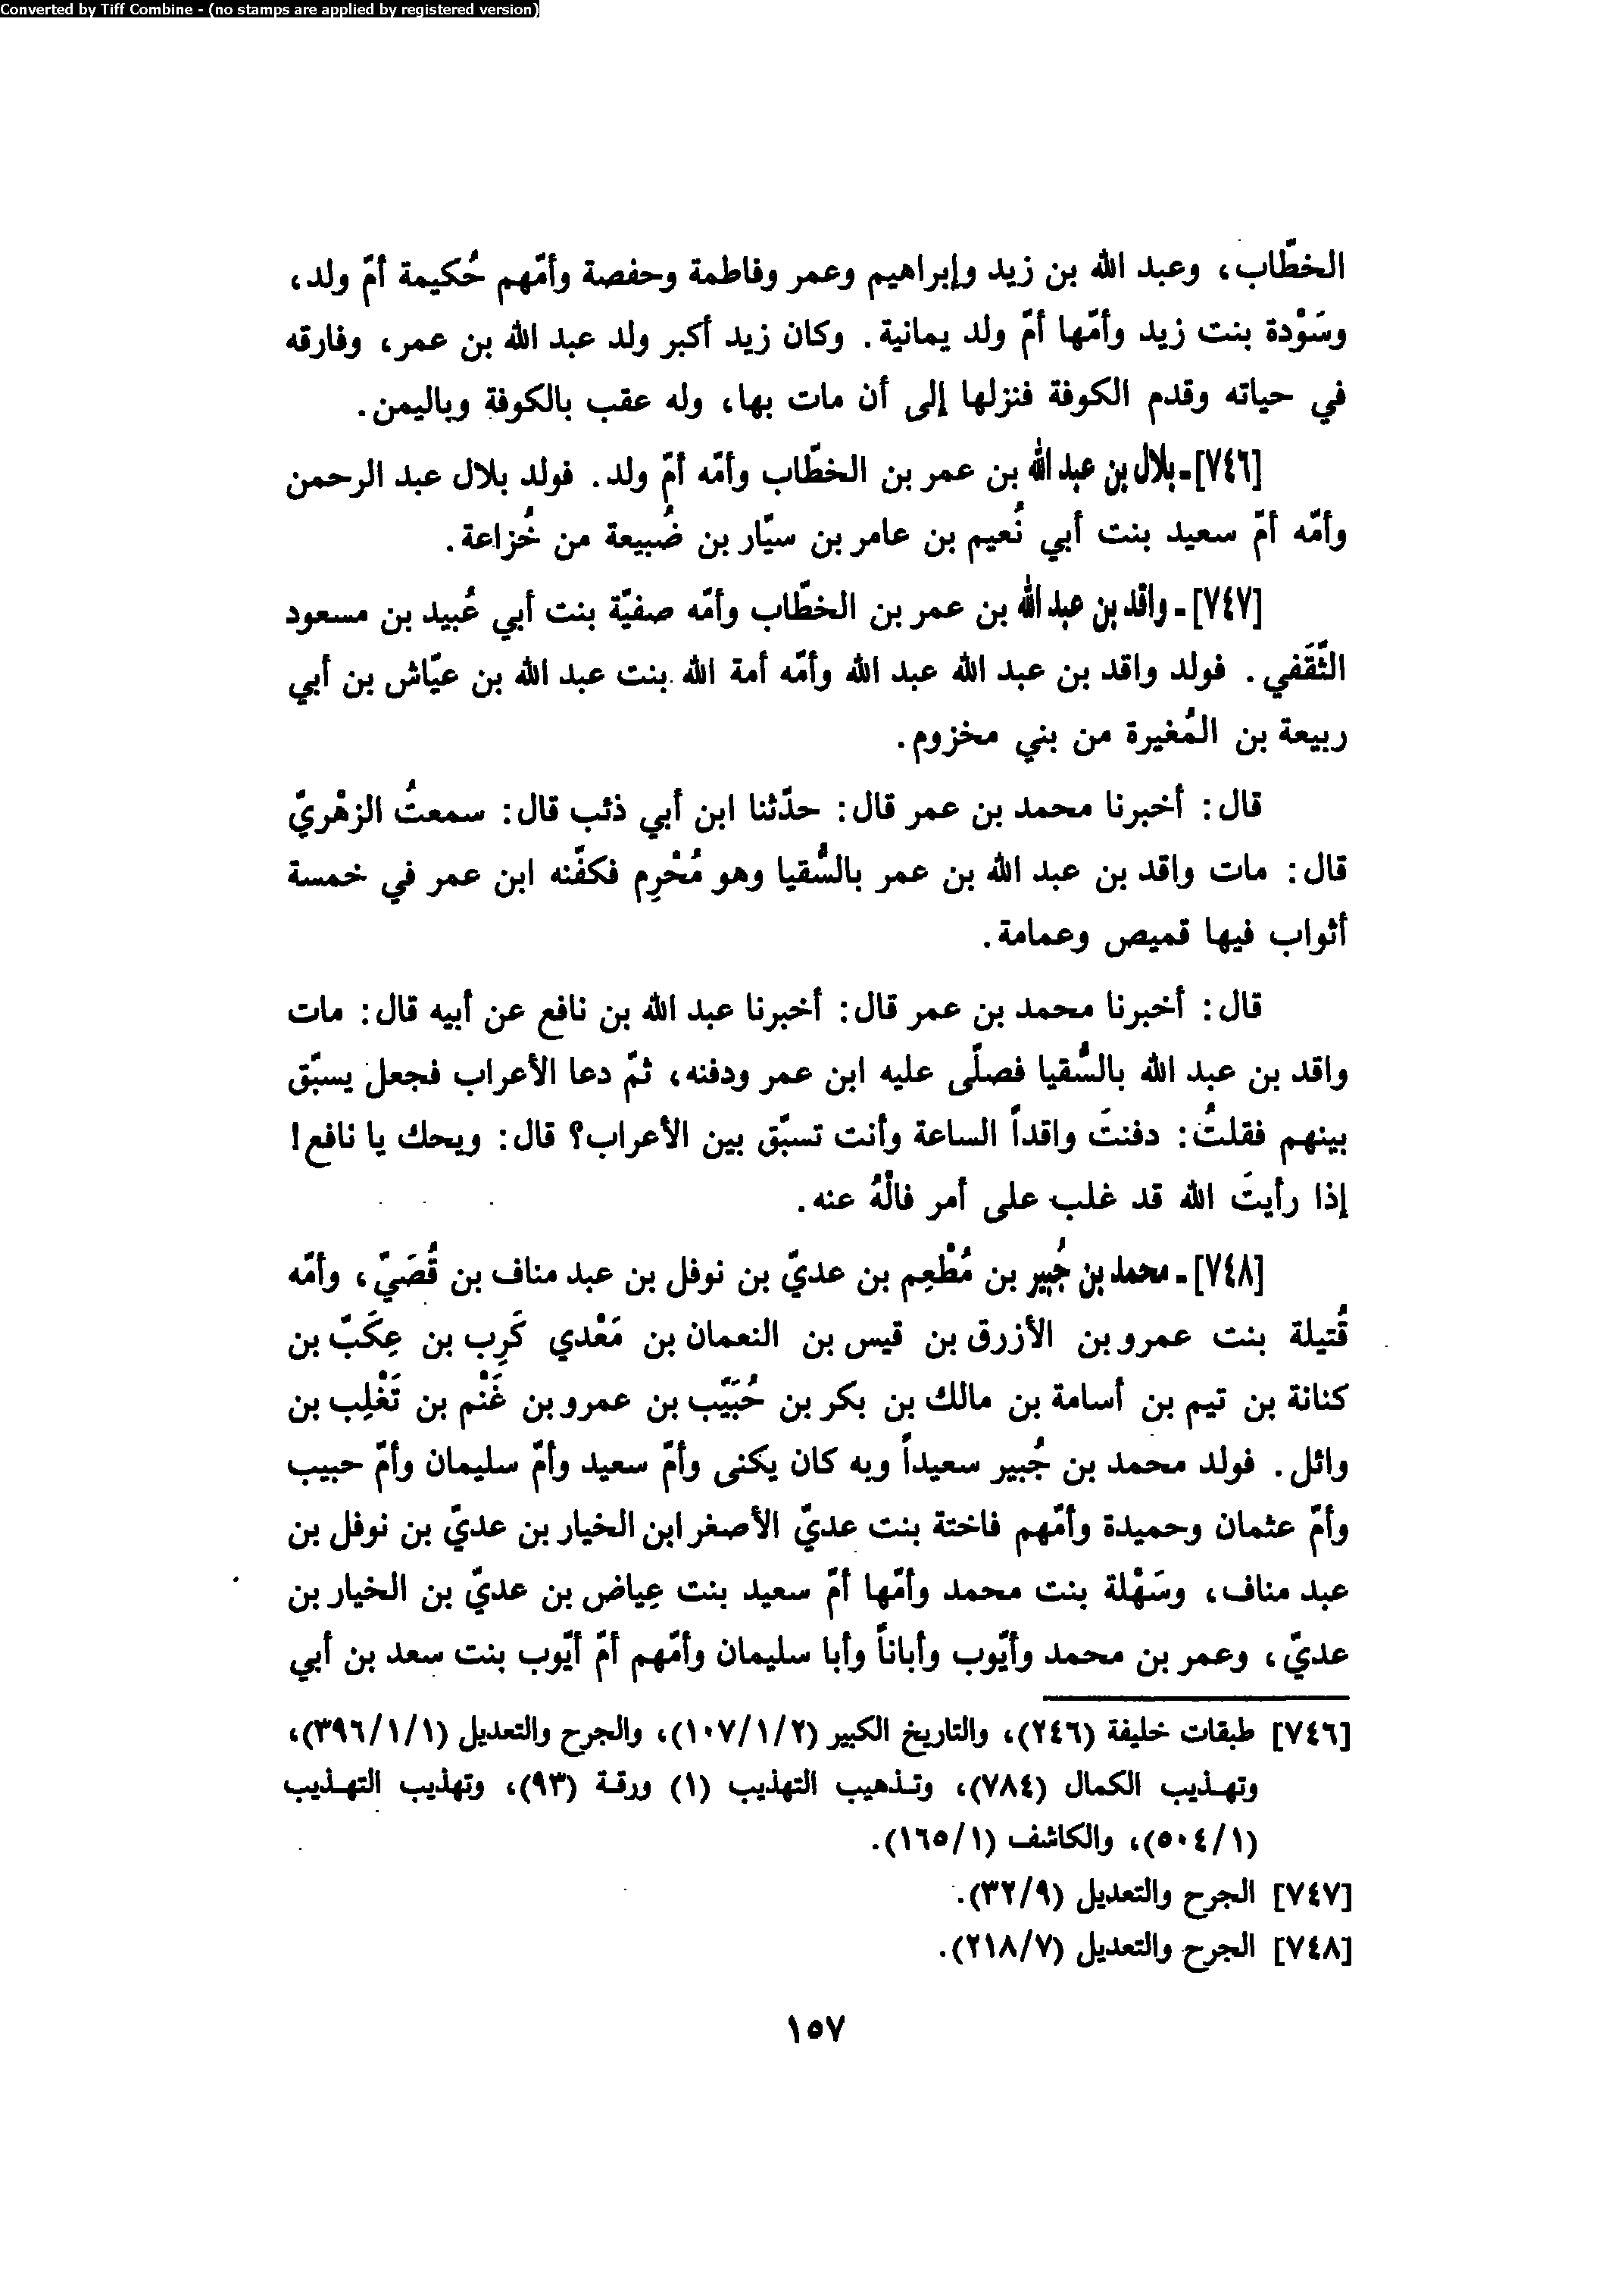 Converted by Tiff Combine - (no stamps are applied by registered version)
الخطّاب، وعبد الله بن زيد وإبراهيم وعمر وفاطمة وحفصة وأمّهم حُكيمة أمّ ولد،
وسَوْدة بنت زيد وأمّها أمّ ولد يمانية. وكان زيد أكبر ولد عبد الله بن عمر، وفارقه
في حياته وقدم الكوفة فنزلها إلى أن مات بها، وله عقب بالكوفة وباليمن.
[٧٤٦]ـ بلال بن عبد الله بن عمر بن الخطّاب وأمّه أمّ ولد. فولد بلال عبد الرحمن
وأمّه أمّ سعيد بنت أبي نُعيم بن عامر بن سيّار بن ضُبيعة من خُزاعة.
[٧٤٧]ـ واقد بن عبد الله بن عمر بن الخطّاب وأمّه صفيّة بنت أبي عُبيد بن مسعود
الثَّقَفي. فولد واقد بن عبد الله عبد الله وأمّه أمة الله بنت عبد الله بن عيّاش بن أبي
ربيعة بن المُغيرة من بني مخزوم.
قال: أخبرنا محمد بن عمر قال: حدّثنا ابن أبي ذئب قال: سمعتُ الزهْريّ
قال: مات واقد بن عبد الله بن عمر بالسُّقيا وهو مُحْرِم فكفّنه ابن عمر في خمسة
أثواب فيها قميص وعمامة.
قال: أخبرنا محمد بن عمر قال: أخبرنا عبد الله بن نافع عن أبيه قال: مات
واقد بن عبد الله بالسُّقيا فصلّى عليه ابن عمر ودفنه، ثمّ دعا الأعراب فجعل يسبّق
بينهم فقلتُ: دفنتَ واقداً الساعة وأنت تسبّق بين الأعراب؟ قال: ويحك يا نافع!
إذا رأيتَ الله قد غلب على أمر فالْهُ عنه.
[٧٤٨]ـ محمد بن جُبير بن مُطْعِم بن عديّ بن نوفل بن عبد مناف بن قُصَيّ، وأمّه
قُتيلة بنت عمرو بن الأزرق بن قيس بن النعمان بن مَعْدي كَرِب بن عِكَبّ بن
كنانة بن تيم بن أسامة بن مالك بن بكر بن حُبَيّب بن عمرو بن غَنْم بن تَغْلِب بن
وائل. فولد محمد بن جُبير سعيداً وبه كان يكنى وأمّ سعيد وأمّ سليمان وأمّ حبيب
وأمّ عثمان وحميدة وأمّهم فاختة بنت عديّ الأصغر ابن الخيار بن عديّ بن نوفل بن
عبد مناف، وسَهْلة بنت محمد وأمّها أمّ سعيد بنت عِياض بن عديّ بن الخيار بن
عديّ، وعمر بن محمد وأيّوب وأباناً وأبا سليمان وأمّهم أمّ أيّوب بنت سعد بن أبي
[٧٤٦] طبقات خليفة (٢٤٦)، والتاريخ الكبير (١٠٧/١/٢)، والجرح والتعديل (٣٩٦/١/١)،
وتهذيب الكمال (٧٨٤)، وتذهيب التهذيب (١) ورقة (٩٣)، وتهذيب التهذيب
(٥٠٤/١)، والكاشف (١٦٥/١).
[٧٤٧] الجرح والتعديل (٣٢/٩).
[٧٤٨] الجرح والتعديل (٢١٨/٧).
١٥٧